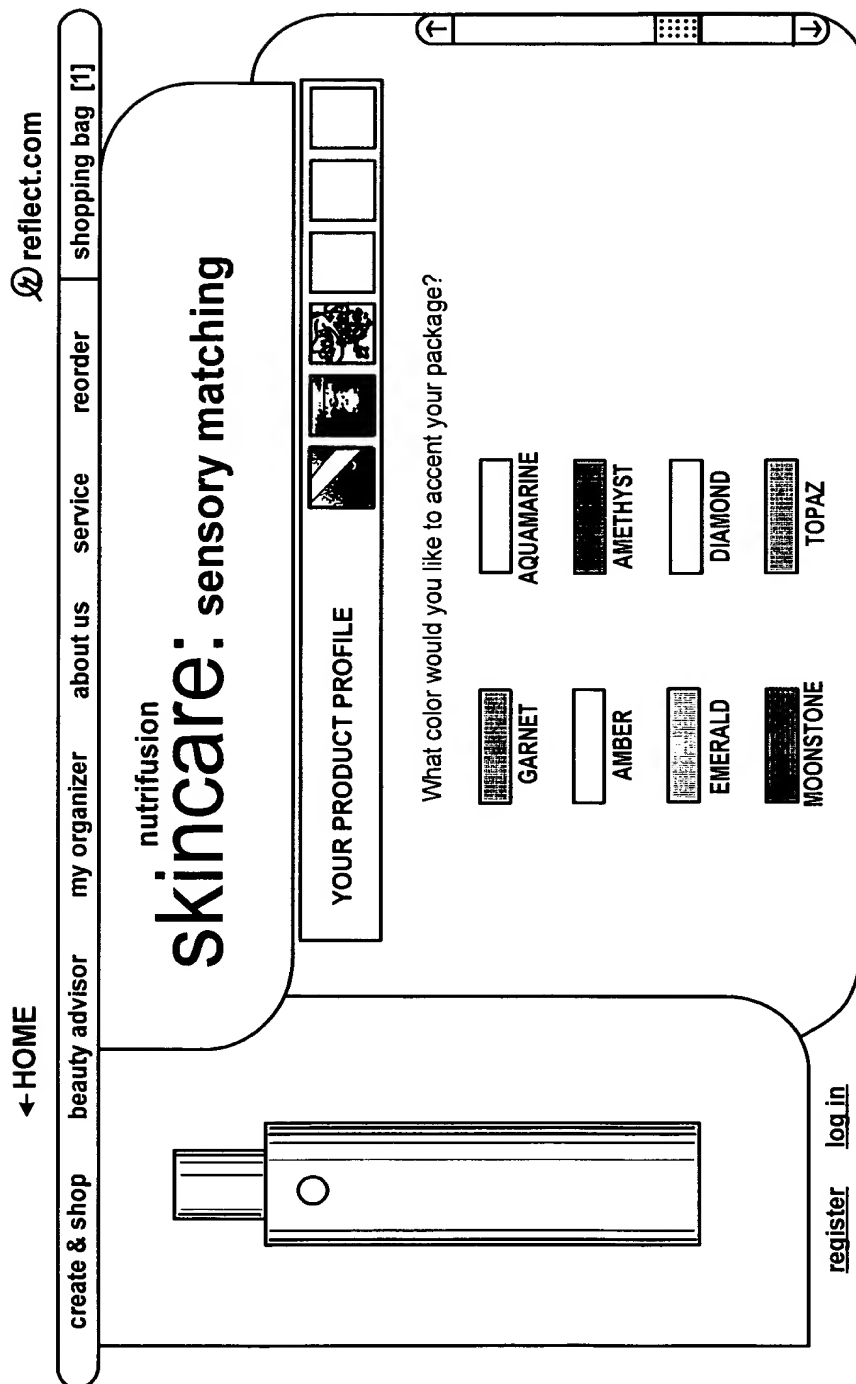 ←HOME
reflect.com
create & shop beauty advisor my organizer about us service reorder shopping bag [1]
nutrifusion
skincare: sensory matching
YOUR PRODUCT PROFILE
What color would you like to accent your package?
GARNET AQUAMARINE
AMBER AMETHYST
EMERALD DIAMOND
MOONSTONE TOPAZ
register log in